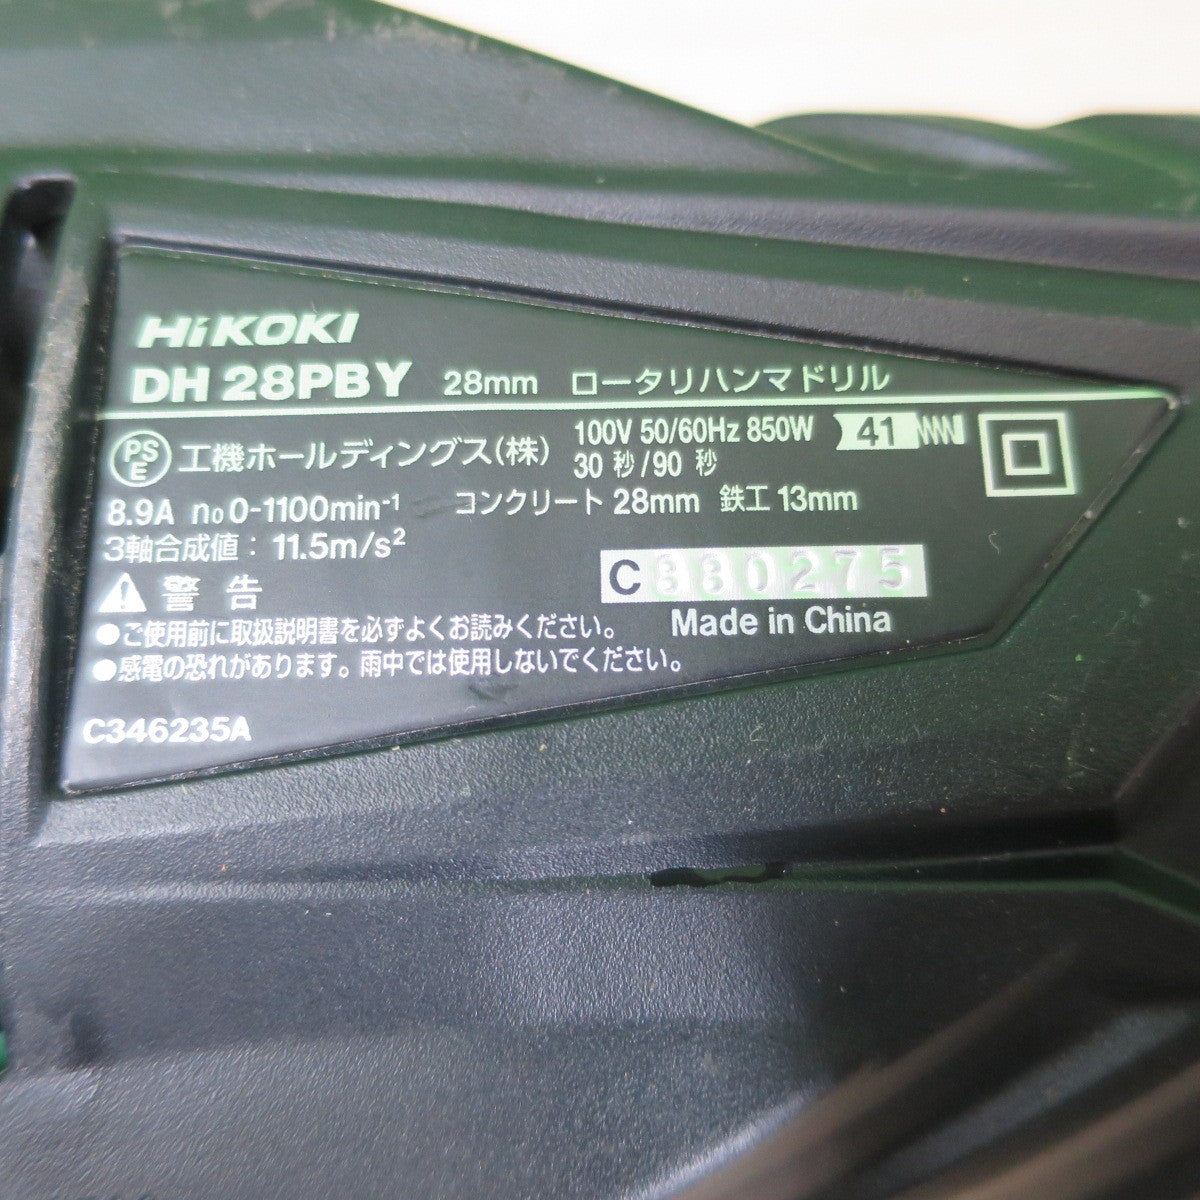 HiKOKI
DH 28PBY 28mm ロータリハンマドリル
PSE 工機ホールディングス(株) 100V 50/60Hz 850W 41
30 秒/90 秒
8.9A n₀ 0-1100min⁻¹ コンクリート 28mm 鉄工 13mm
3軸合成値: 11.5m/s²
C 880275
Made in China
警 告
●ご使用前に取扱説明書を必ずよくお読みください。
●感電の恐れがあります。雨中では使用しないでください。
C346235A